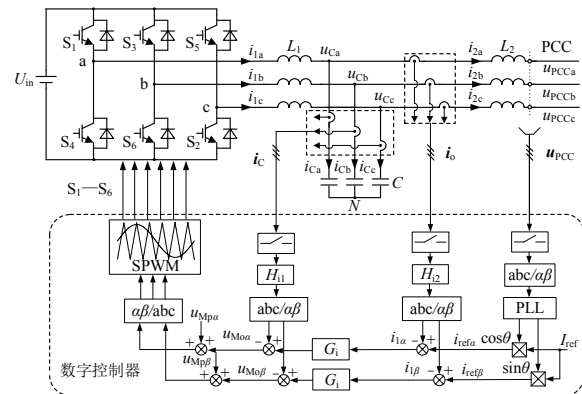 S1 S3 S5
i1a L1 uCa i2a L2 PCC
a uPCCa
Uin b i1b uCb i2b uPCCb
c i1c uCc i2c uPCCc
S4 S6 S2
iC io uPCC
iCa iCb iCc C
S1—S6 N
SPWM
Hi1 Hi2
abc/αβ
αβ/abc abc/αβ abc/αβ PLL
uMpα uMoα Gi i1α irefα cosθ Iref
+ + + − − +
数字控制器 uMpβ uMoβ Gi i1β irefβ sinθ
+ + + − − +